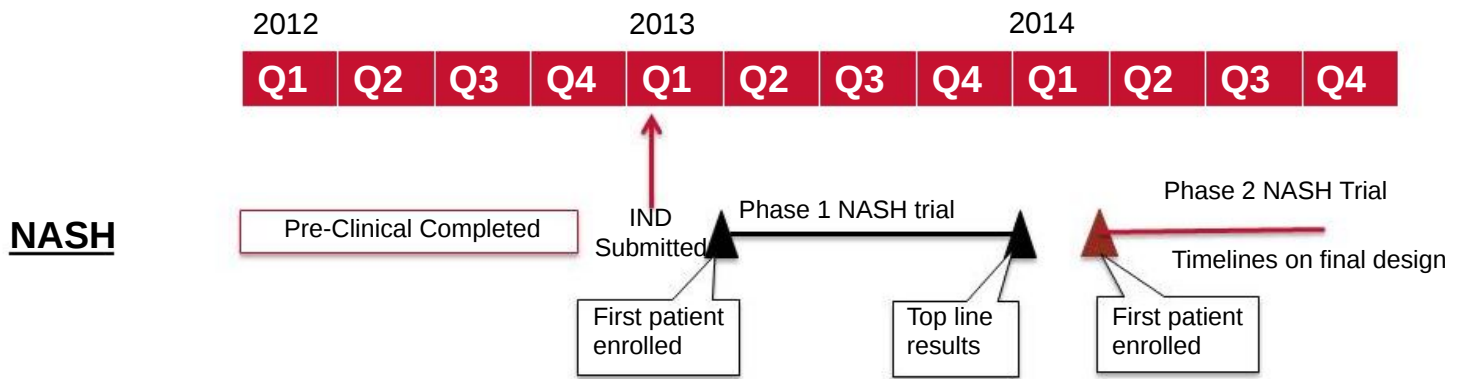 2012 2013 2014
Q1 Q2 Q3 Q4 Q1 Q2 Q3 Q4 Q1 Q2 Q3 Q4
NASH
Pre-Clinical Completed
IND
Submitted
Phase 1 NASH trial
Phase 2 NASH Trial
Timelines on final design
First patient
enrolled
Top line
results
First patient
enrolled